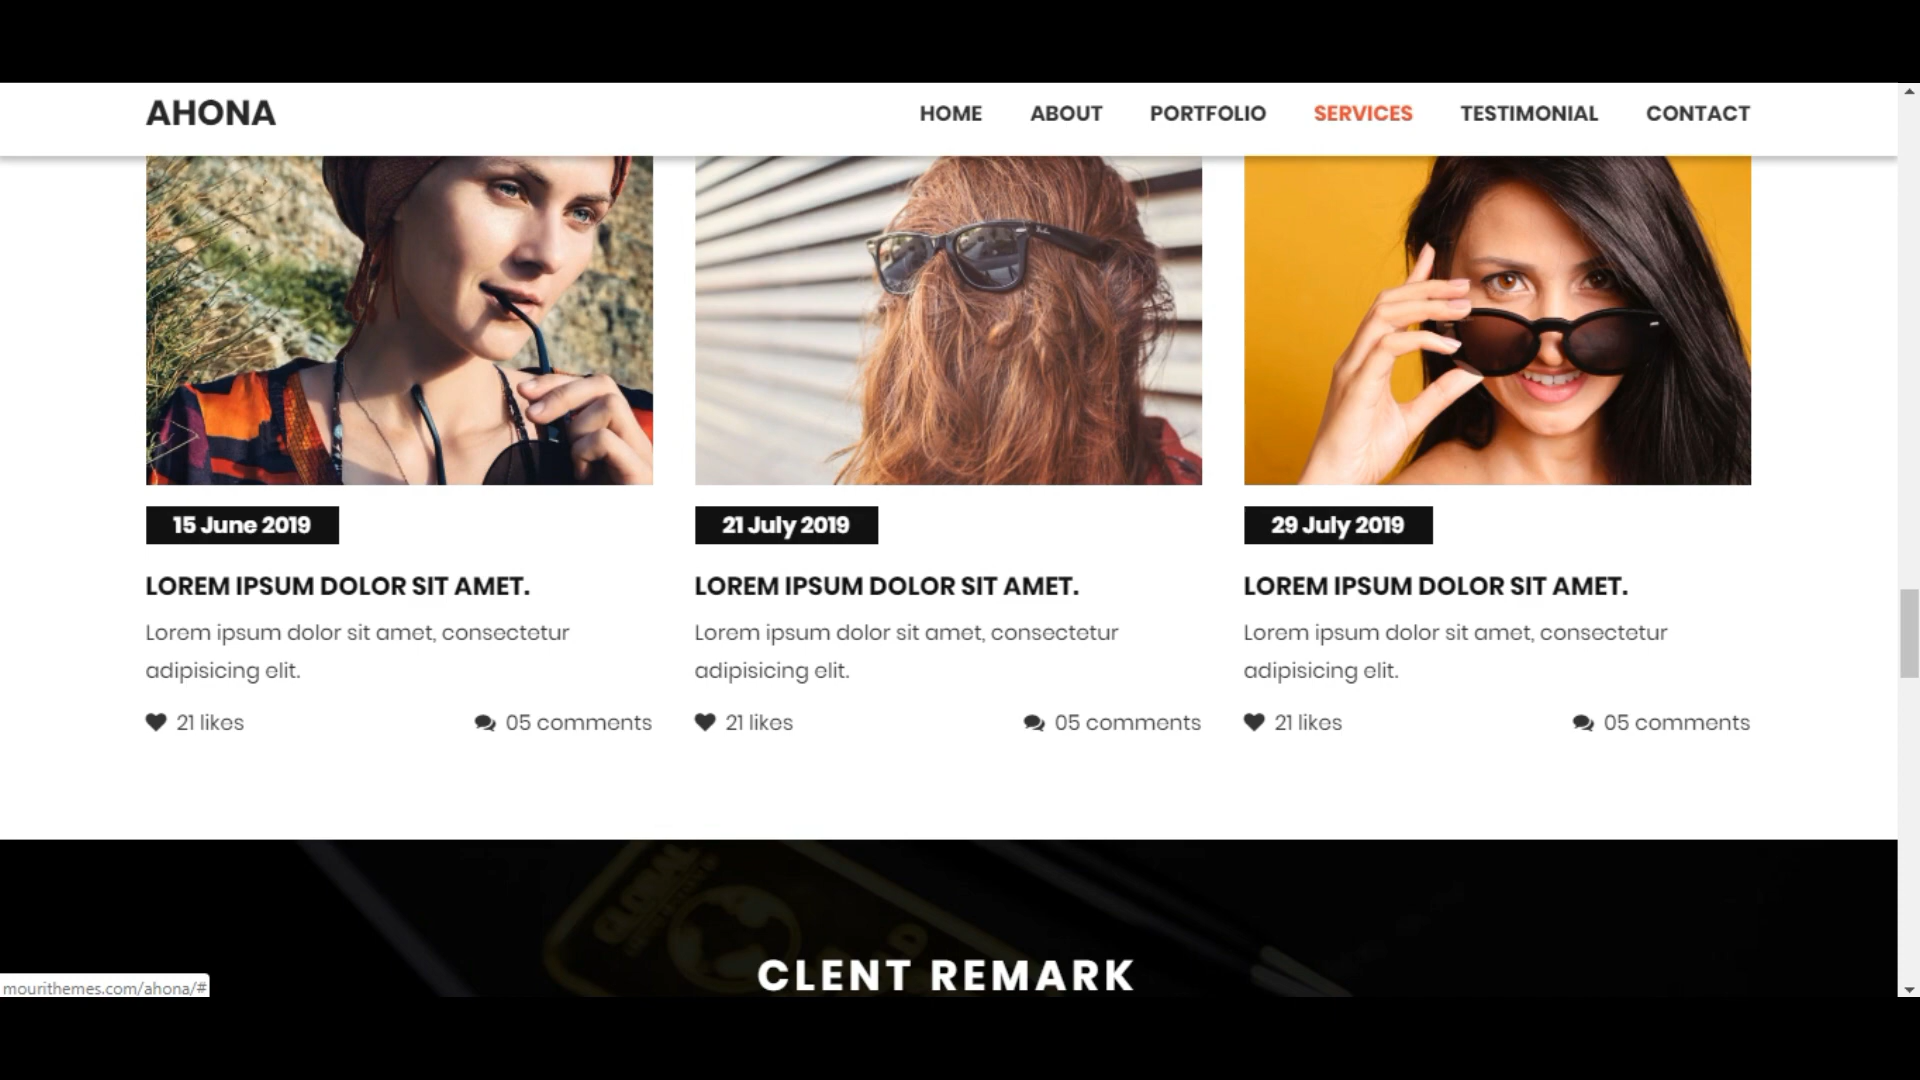 AHONA
HOME ABOUT PORTFOLIO SERVICES TESTIMONIAL CONTACT
15 June 2019
LOREM IPSUM DOLOR SIT AMET.
Lorem ipsum dolor sit amet, consectetur
adipisicing elit.
21 likes 05 comments
21 July 2019
LOREM IPSUM DOLOR SIT AMET.
Lorem ipsum dolor sit amet, consectetur
adipisicing elit.
21 likes 05 comments
29 July 2019
LOREM IPSUM DOLOR SIT AMET.
Lorem ipsum dolor sit amet, consectetur
adipisicing elit.
21 likes 05 comments
GLOBAL
CLENT REMARK
mourithemes.com/ahona/#